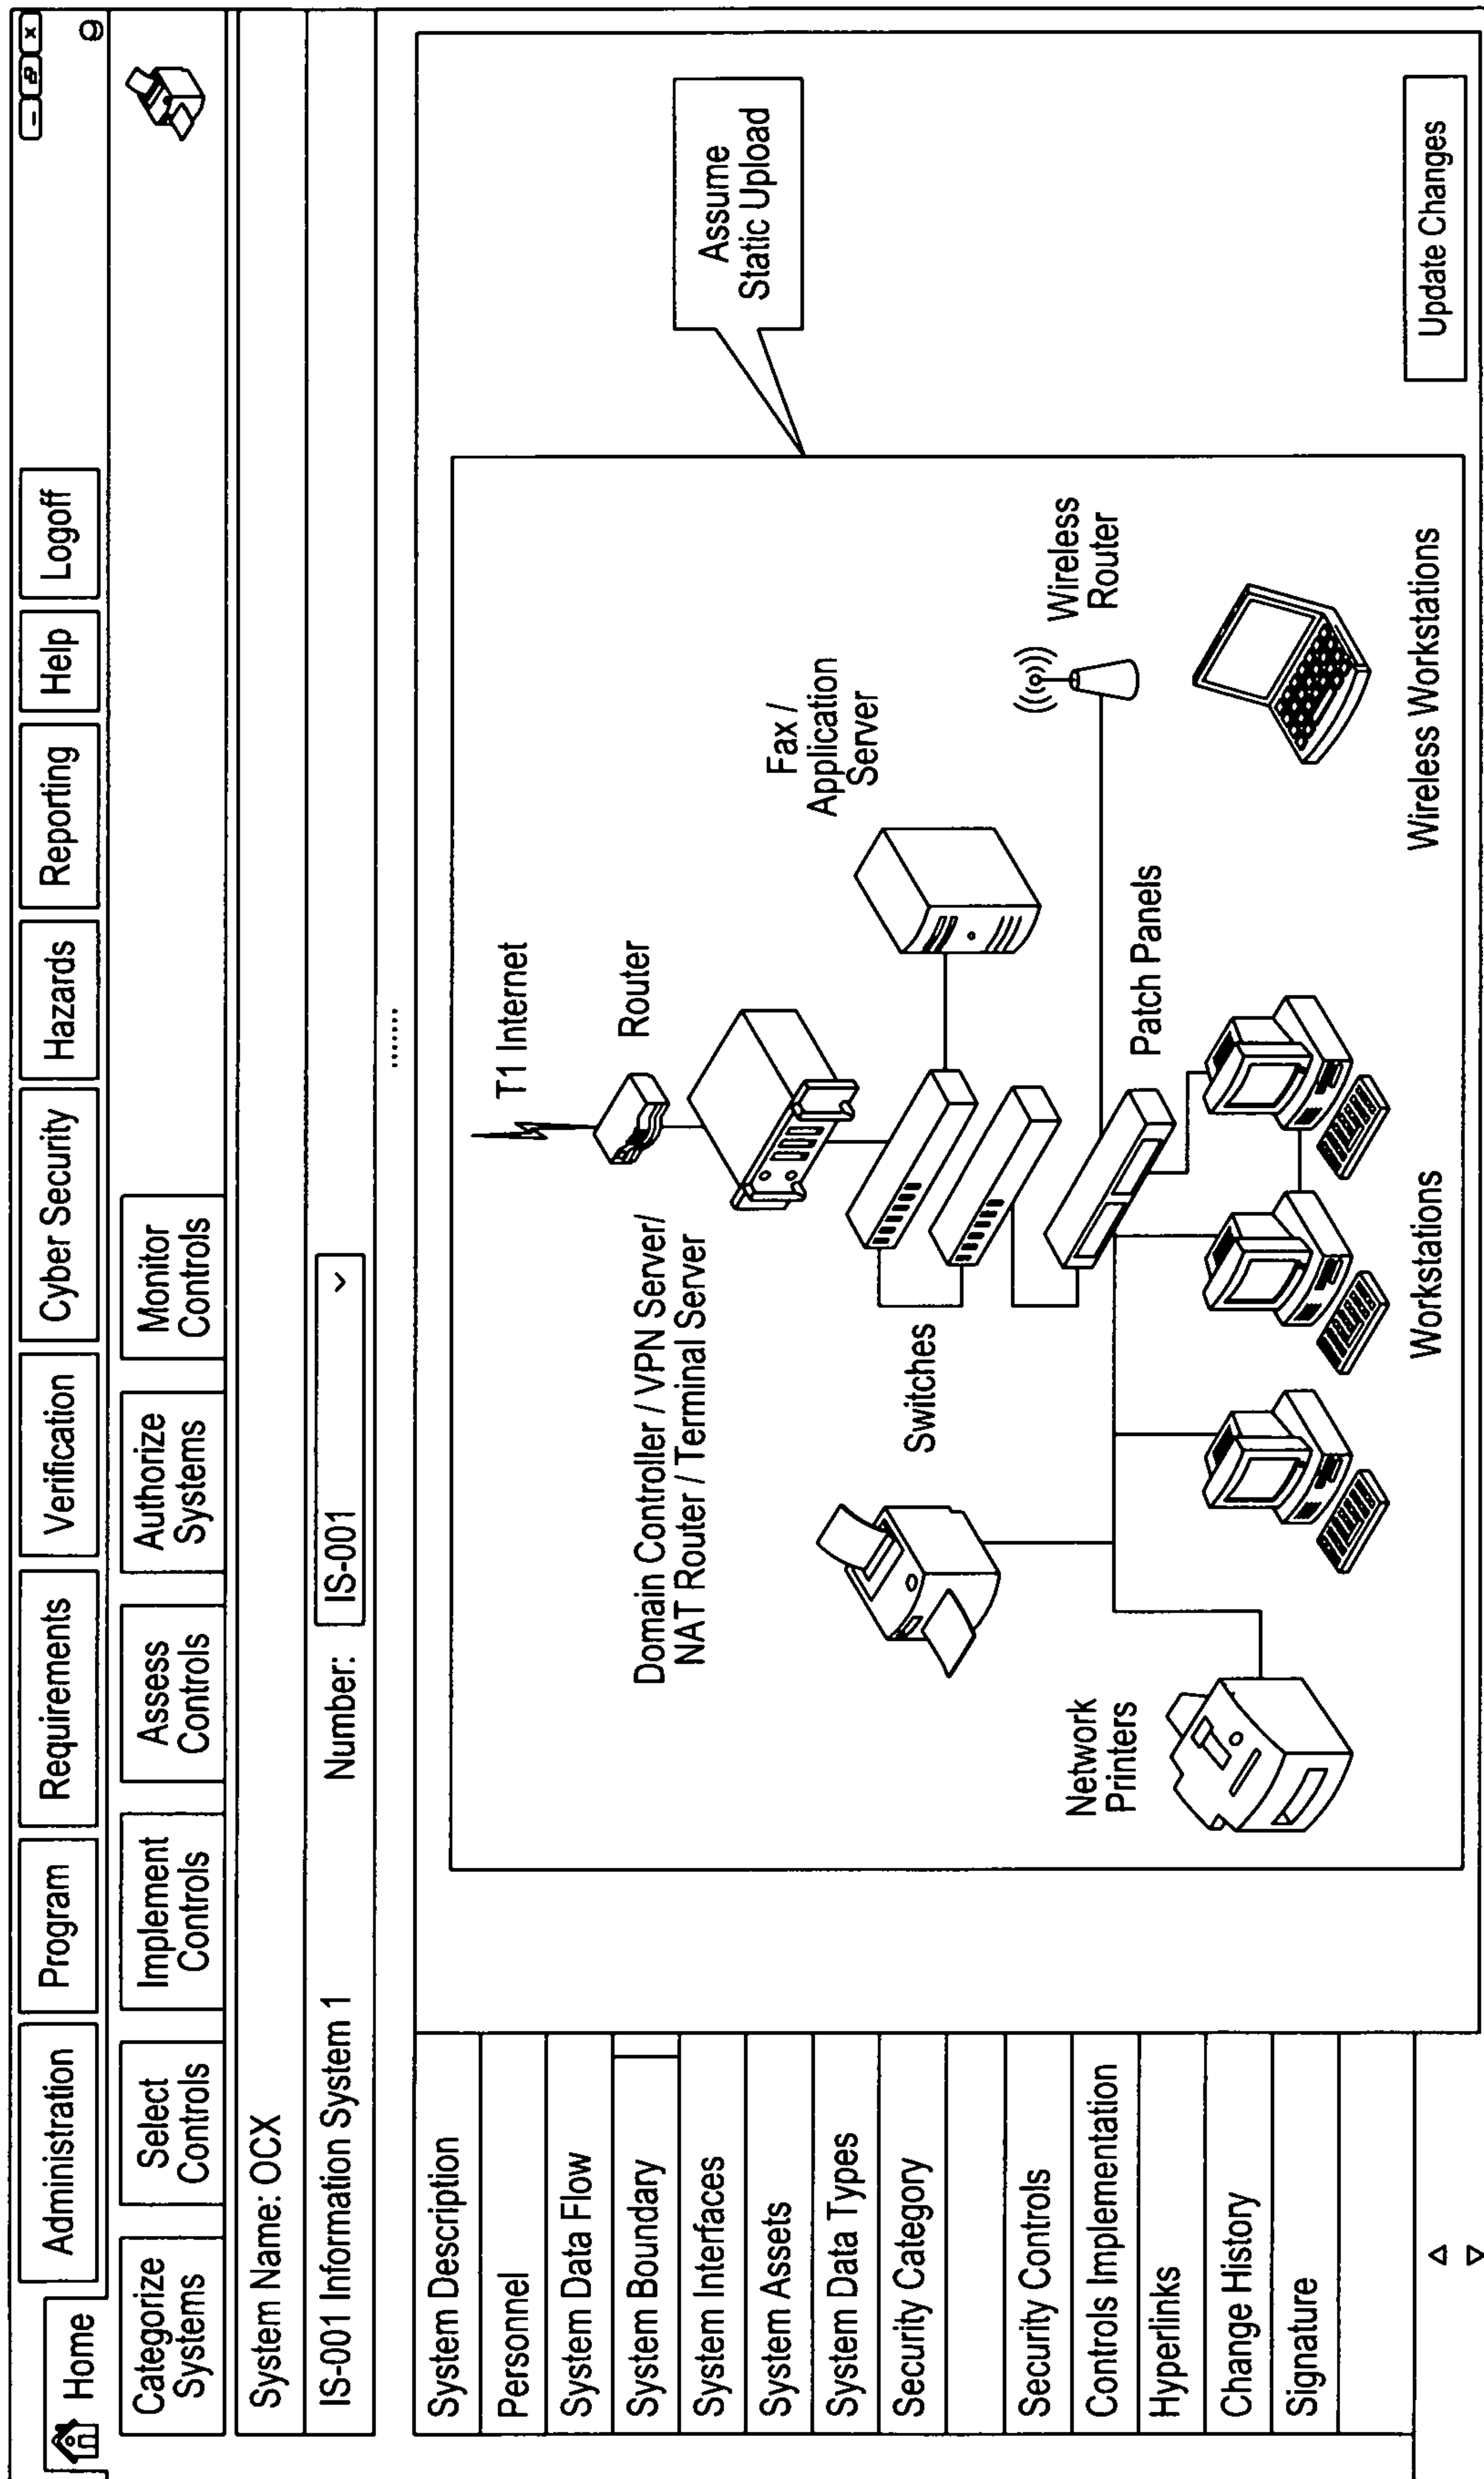 Home
Administration
Program
Requirements
Verification
Cyber Security
Hazards
Reporting
Help
Logoff
Categorize
Systems
Select
Controls
Implement
Controls
Assess
Controls
Authorize
Systems
Monitor
Controls
System Name: OCX
IS-001 Information System 1
Number:
IS-001
.......
System Description
Personnel
System Data Flow
System Boundary
System Interfaces
System Assets
System Data Types
Security Category
Security Controls
Controls Implementation
Hyperlinks
Change History
Signature
T1 Internet
Router
Domain Controller / VPN Server/
NAT Router / Terminal Server
Fax /
Application
Server
Switches
Wireless
Router
Patch Panels
Network
Printers
Workstations
Wireless Workstations
Assume
Static Upload
Update Changes